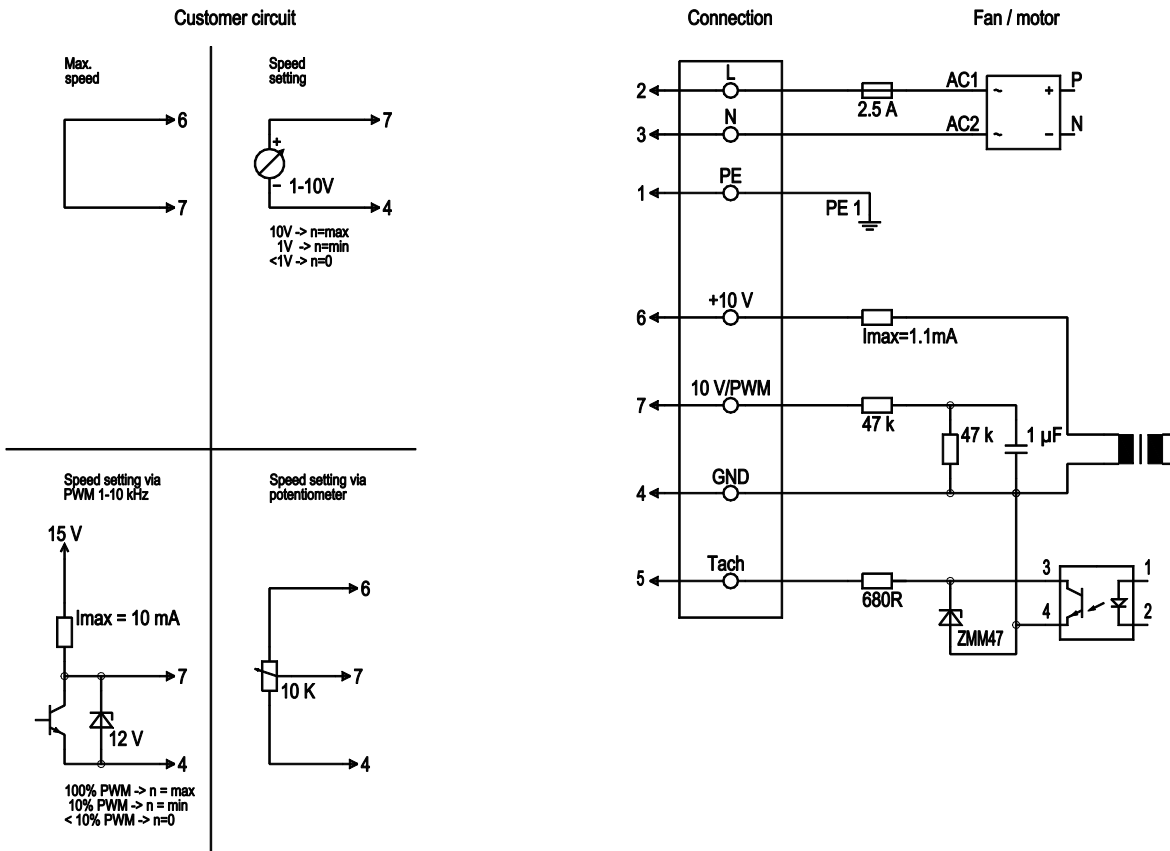 Customer circuit
Max.
speed
6
7
Speed
setting
7
+
− 1-10V
4
10V -> n=max
1V -> n=min
<1V -> n=0
Speed setting via
PWM 1-10 kHz
15 V
Imax = 10 mA
7
12 V
4
100% PWM -> n = max
10% PWM -> n = min
< 10% PWM -> n=0
Speed setting via
potentiometer
6
7
10 K
4
Connection
Fan / motor
2 L 2.5 A AC1 ~ + P
3 N AC2 ~ − N
1 PE PE 1
6 +10 V Imax=1.1mA
7 10 V/PWM 47 k 47 k 1 µF
4 GND
5 Tach 680R ZMM47 3 4 1 2